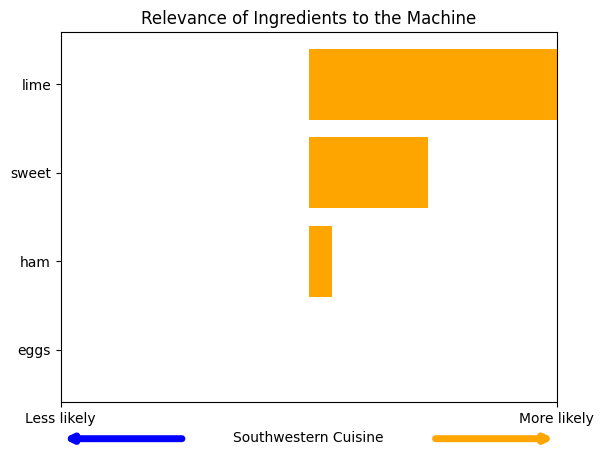 Relevance of Ingredients to the Machine
lime
sweet
ham
eggs
Less likely
More likely
Southwestern Cuisine